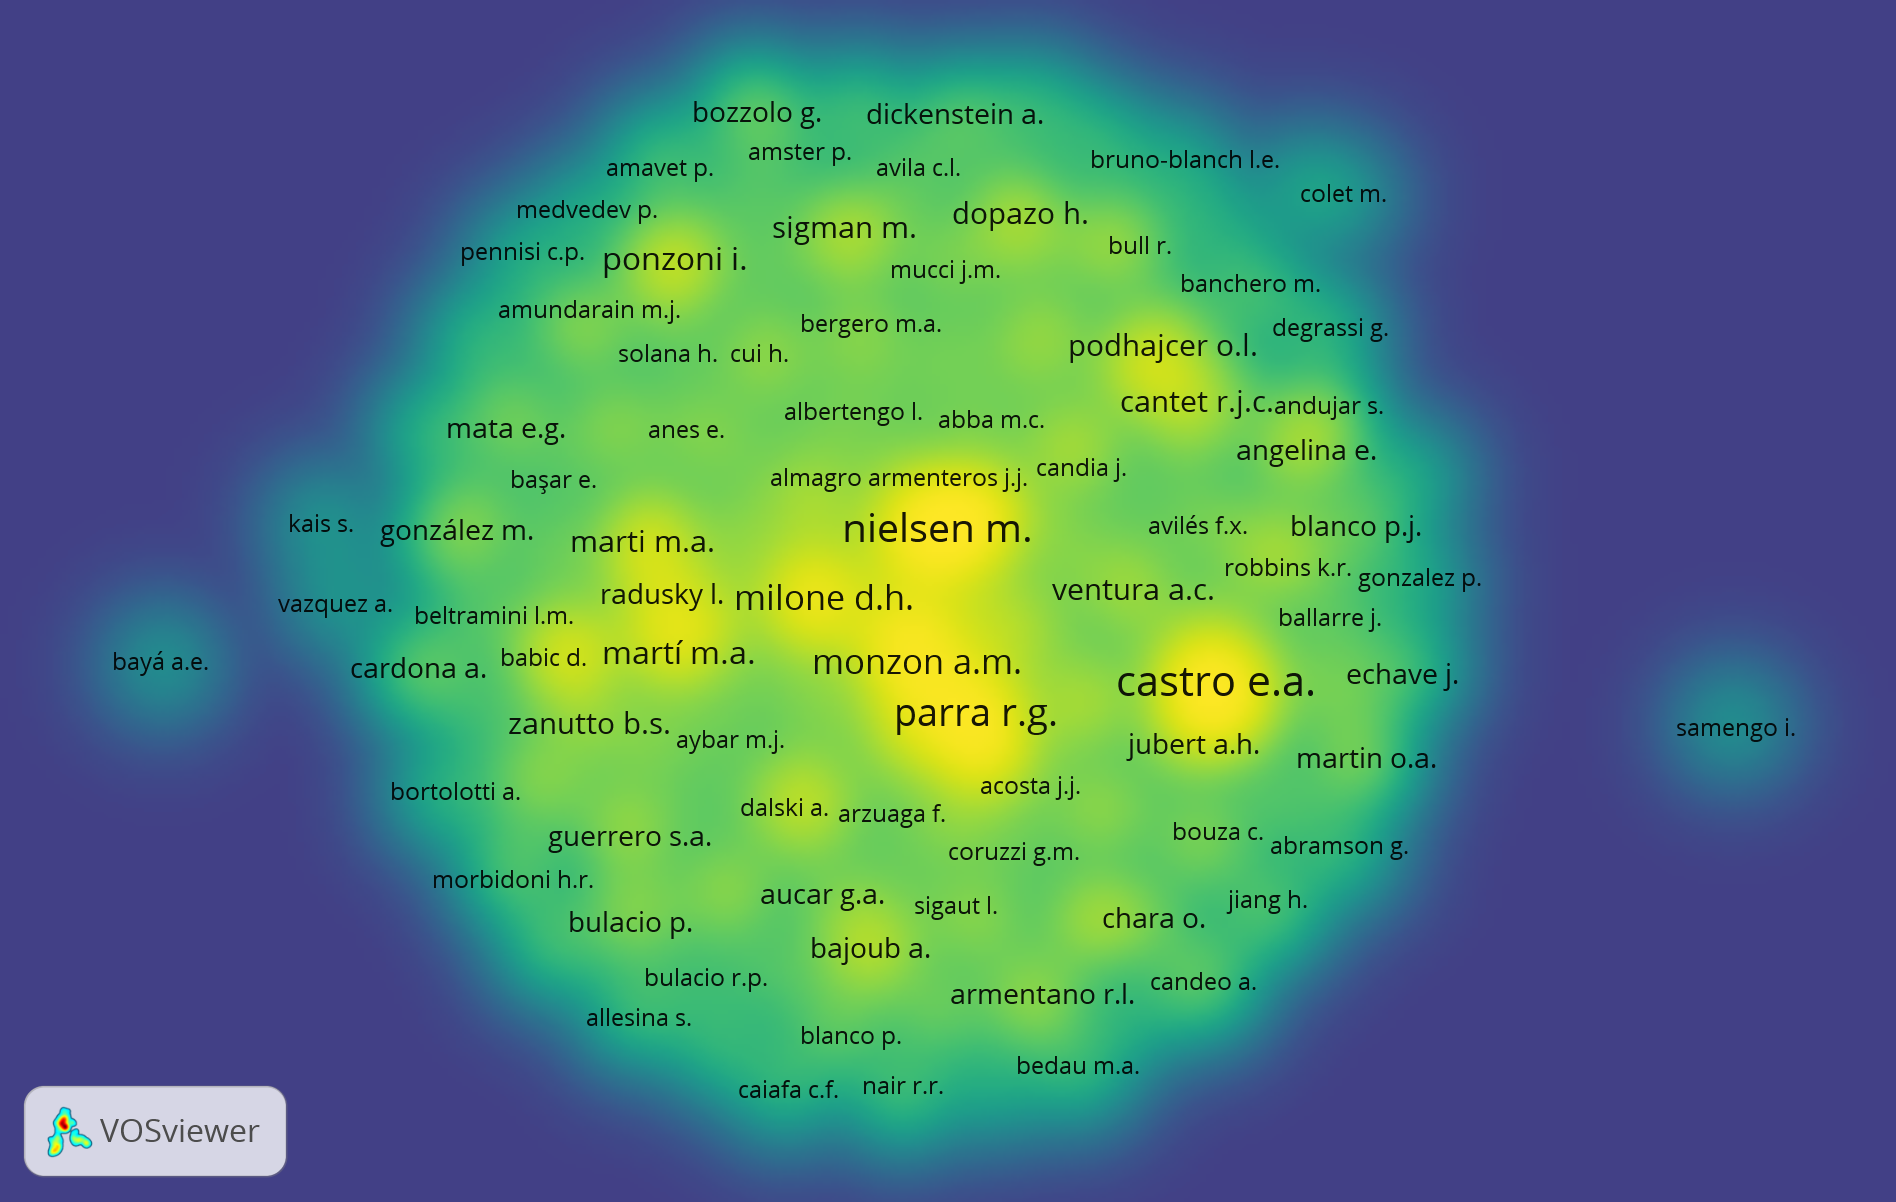 bozzolo g.
dickenstein a.
amster p.
amavet p.
avila c.l.
bruno-blanch l.e.
colet m.
medvedev p.
sigman m.
dopazo h.
pennisi c.p.
ponzoni i.
bull r.
mucci j.m.
banchero m.
amundarain m.j.
bergero m.a.
degrassi g.
solana h.
cui h.
podhajcer o.l.
cantet r.j.c.
andujar s.
albertengo l.
abba m.c.
mata e.g.
anes e.
angelina e.
başar e.
almagro armenteros j.j.
candia j.
kais s.
gonzález m.
marti m.a.
nielsen m.
avilés f.x.
blanco p.j.
robbins k.r.
gonzalez p.
vazquez a.
beltramini l.m.
radusky l.
milone d.h.
ventura a.c.
ballarre j.
bayá a.e.
cardona a.
babic d.
martí m.a.
monzon a.m.
castro e.a.
echave j.
zanutto b.s.
aybar m.j.
parra r.g.
jubert a.h.
martin o.a.
samengo i.
bortolotti a.
dalski a.
arzuaga f.
acosta j.j.
guerrero s.a.
coruzzi g.m.
bouza c.
abramson g.
morbidoni h.r.
aucar g.a.
sigaut l.
chara o.
jiang h.
bulacio p.
bajoub a.
bulacio r.p.
armentano r.l.
candeo a.
allesina s.
blanco p.
bedau m.a.
caiafa c.f.
nair r.r.
VOSviewer